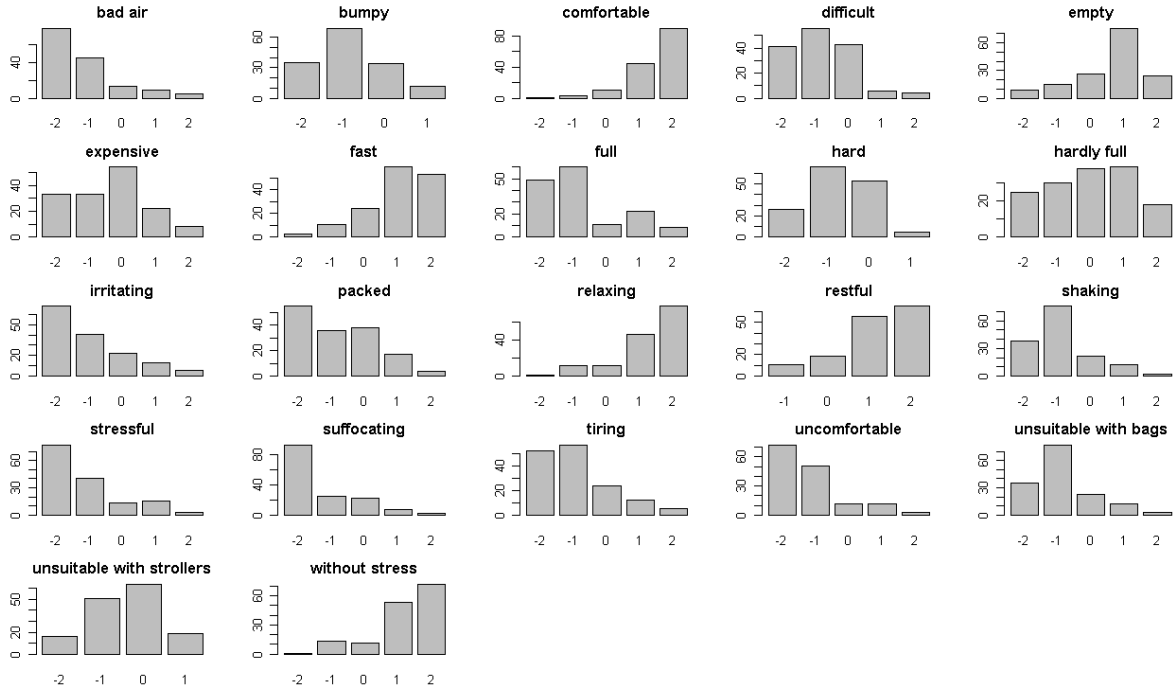 bad air
0 40
-2 -1 0 1 2
bumpy
0 30 60
-2 -1 0 1
comfortable
0 40 80
-2 -1 0 1 2
difficult
0 20 40
-2 -1 0 1 2
empty
0 30 60
-2 -1 0 1 2
expensive
0 20 40
-2 -1 0 1 2
fast
0 20 50
-2 -1 0 1 2
full
0 20 50
-2 -1 0 1 2
hard
0 20 50
-2 -1 0 1
hardly full
0 20
-2 -1 0 1 2
irritating
0 20 50
-2 -1 0 1 2
packed
0 20 40
-2 -1 0 1 2
relaxing
0 40
-2 -1 0 1 2
restful
0 20 50
-1 0 1 2
shaking
0 30 60
-2 -1 0 1 2
stressful
0 30 60
-2 -1 0 1 2
suffocating
0 40 80
-2 -1 0 1 2
tiring
0 20 40
-2 -1 0 1 2
uncomfortable
0 30 60
-2 -1 0 1 2
unsuitable with bags
0 30 60
-2 -1 0 1 2
unsuitable with strollers
0 20 50
-2 -1 0 1
without stress
0 30 60
-2 -1 0 1 2